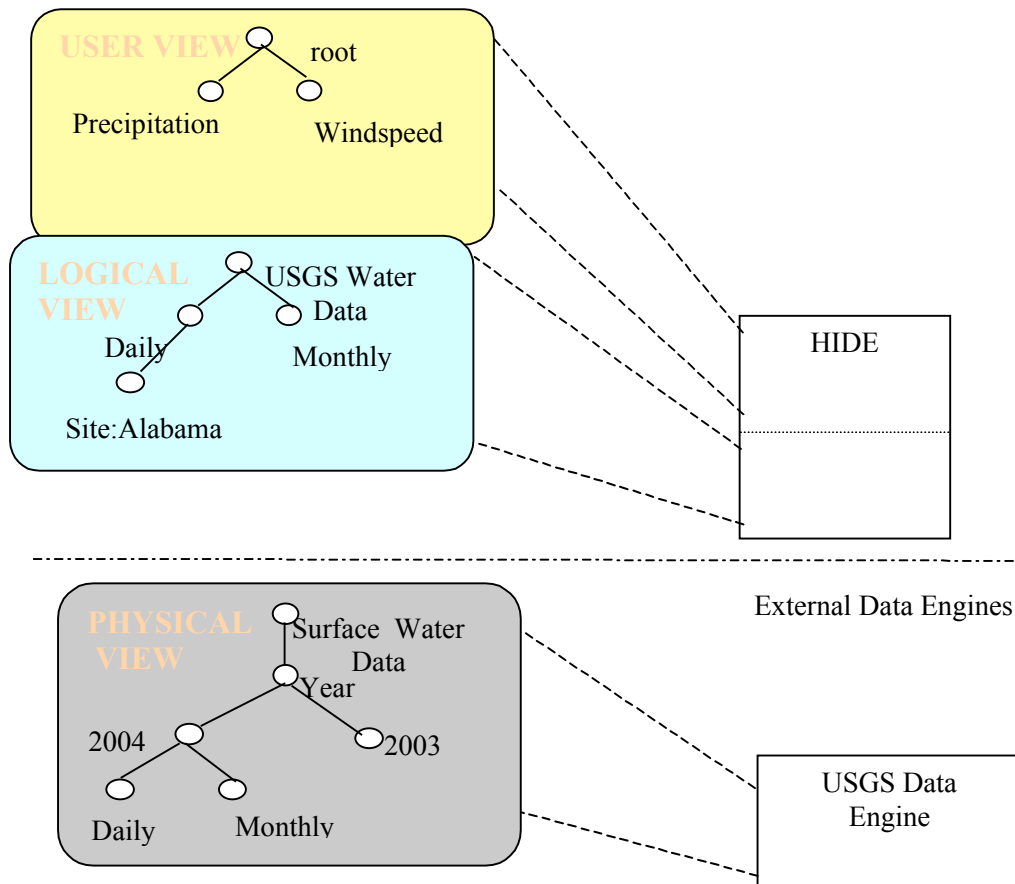 USER VIEW
root
Precipitation
Windspeed
LOGICAL
VIEW
USGS Water
Data
Daily
Monthly
Site:Alabama
HIDE
External Data Engines
PHYSICAL
VIEW
Surface Water
Data
Year
2004
2003
Daily
Monthly
USGS Data
Engine